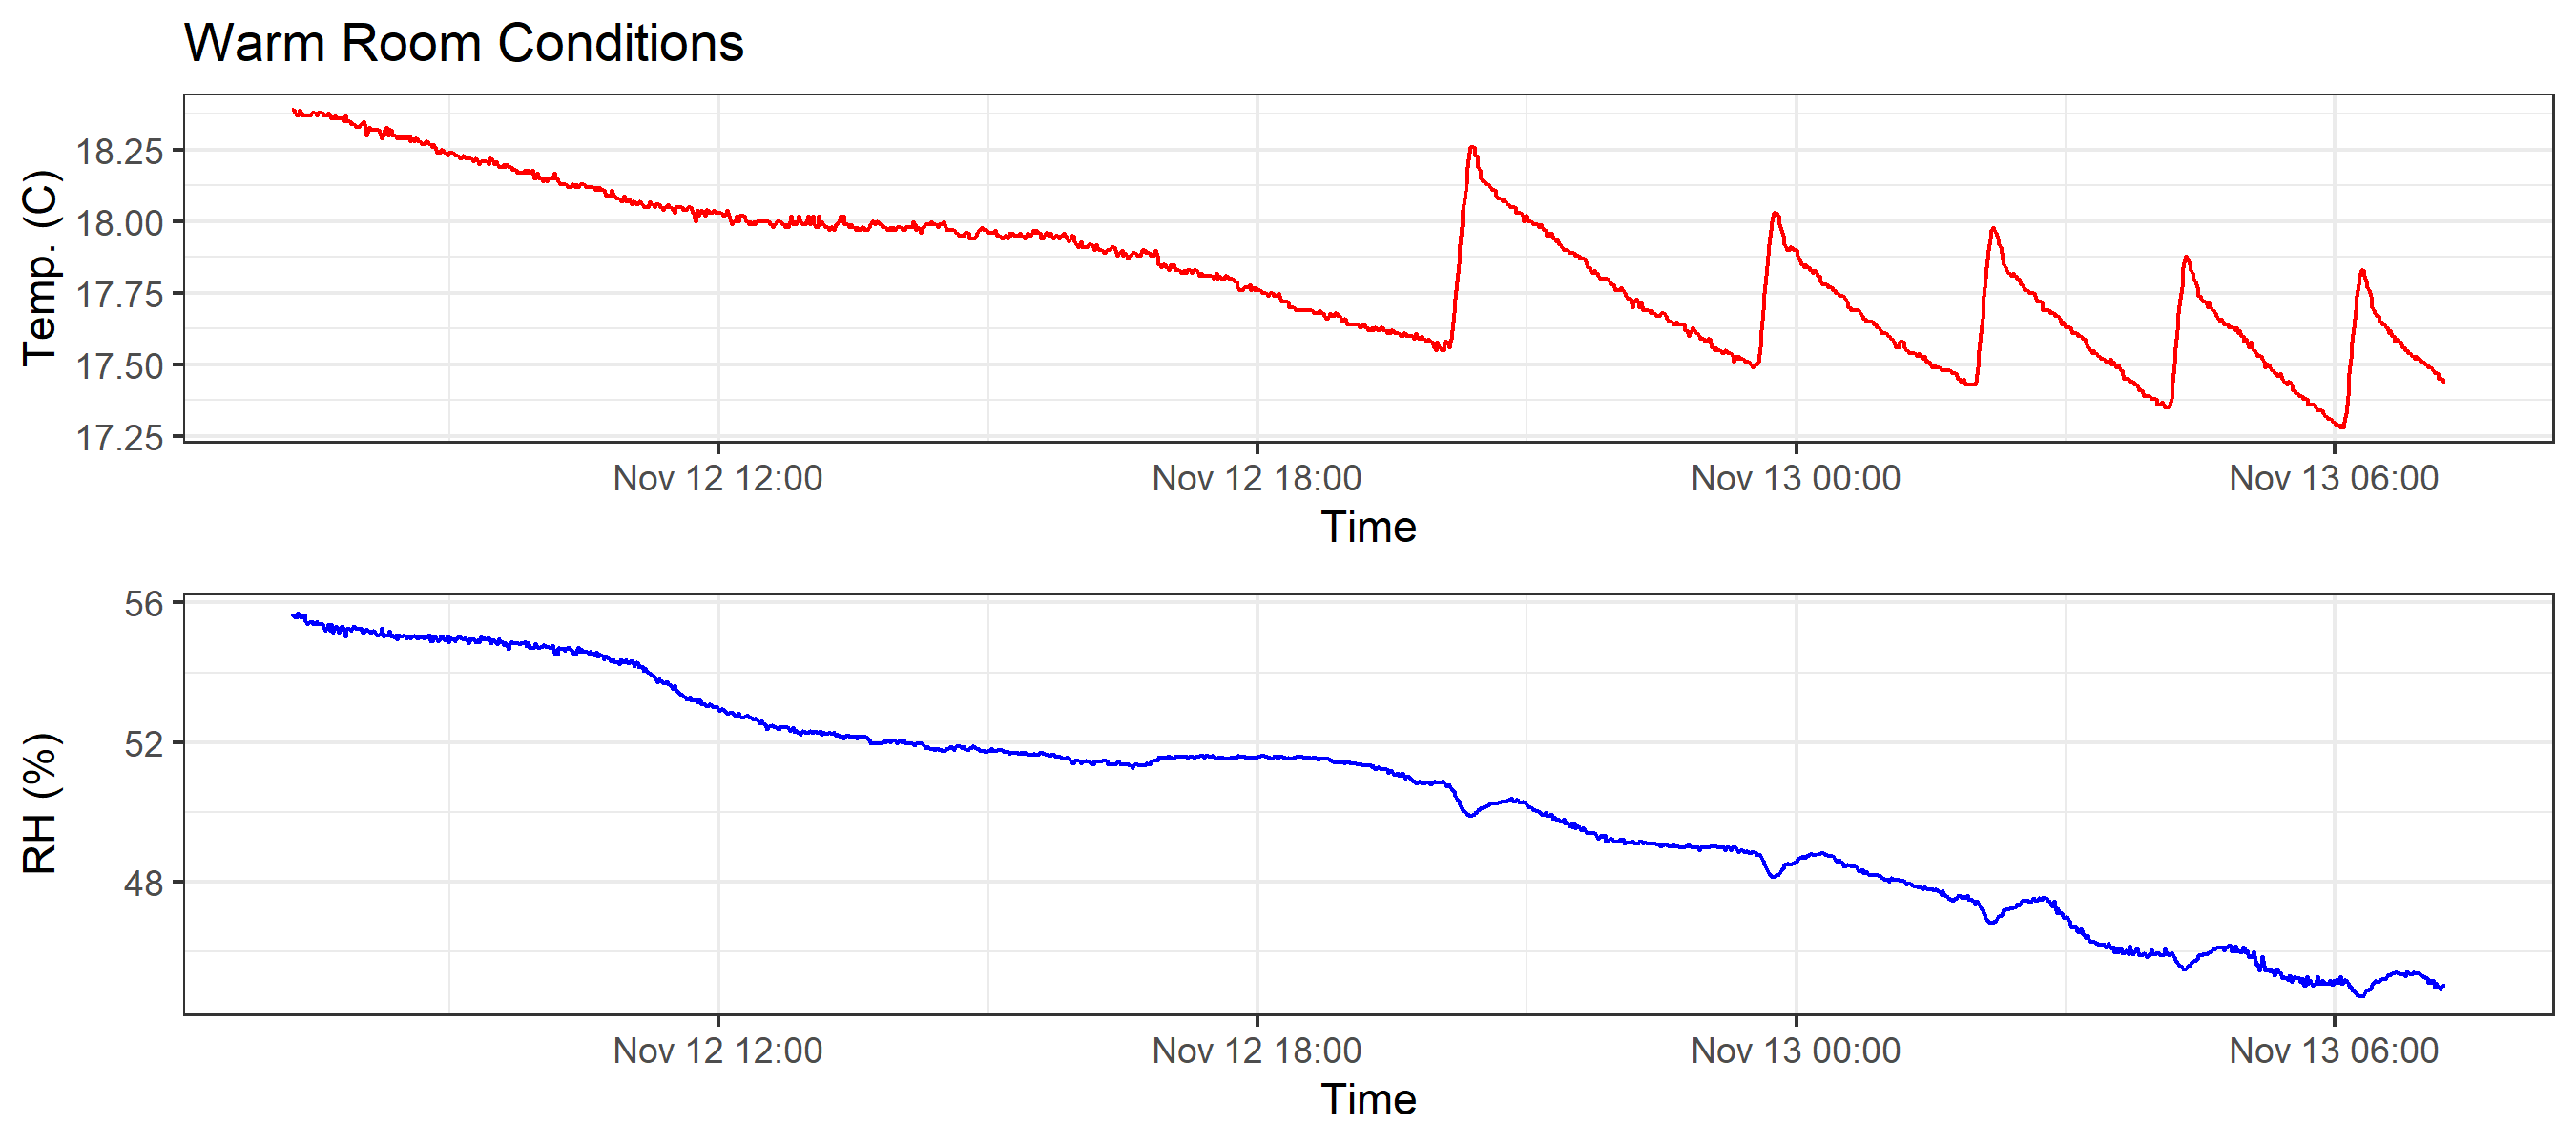 Warm Room Conditions
Temp. (C)
18.25
18.00
17.75
17.50
17.25
Nov 12 12:00 Nov 12 18:00 Nov 13 00:00 Nov 13 06:00
Time
RH (%)
56
52
48
Nov 12 12:00 Nov 12 18:00 Nov 13 00:00 Nov 13 06:00
Time